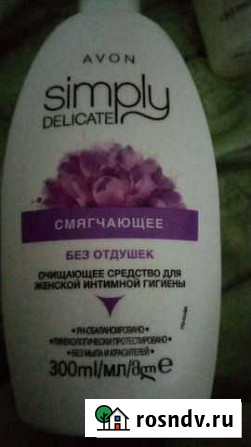 AVON
simply
DELICATE
СМЯГЧАЮЩЕЕ
БЕЗ ОТДУШЕК
ОЧИЩАЮЩЕЕ СРЕДСТВО ДЛЯ
ЖЕНСКОЙ ИНТИМНОЙ ГИГИЕНЫ
• PH-СБАЛАНСИРОВАНО •
• ГИНЕКОЛОГИЧЕСКИ ПРОТЕСТИРОВАНО •
• БЕЗ МЫЛА И КРАСИТЕЛЕЙ •
300ml/мл/მლ℮
rosndv.ru